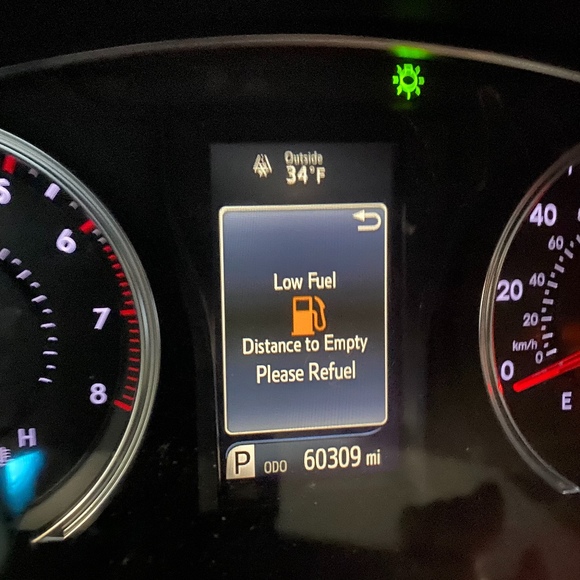 Outside
34°F
Low Fuel
Distance to Empty
Please Refuel
P ODO 60309 mi
5
6
7
8
H
40
60
20
40
20
km/h
0
0
E